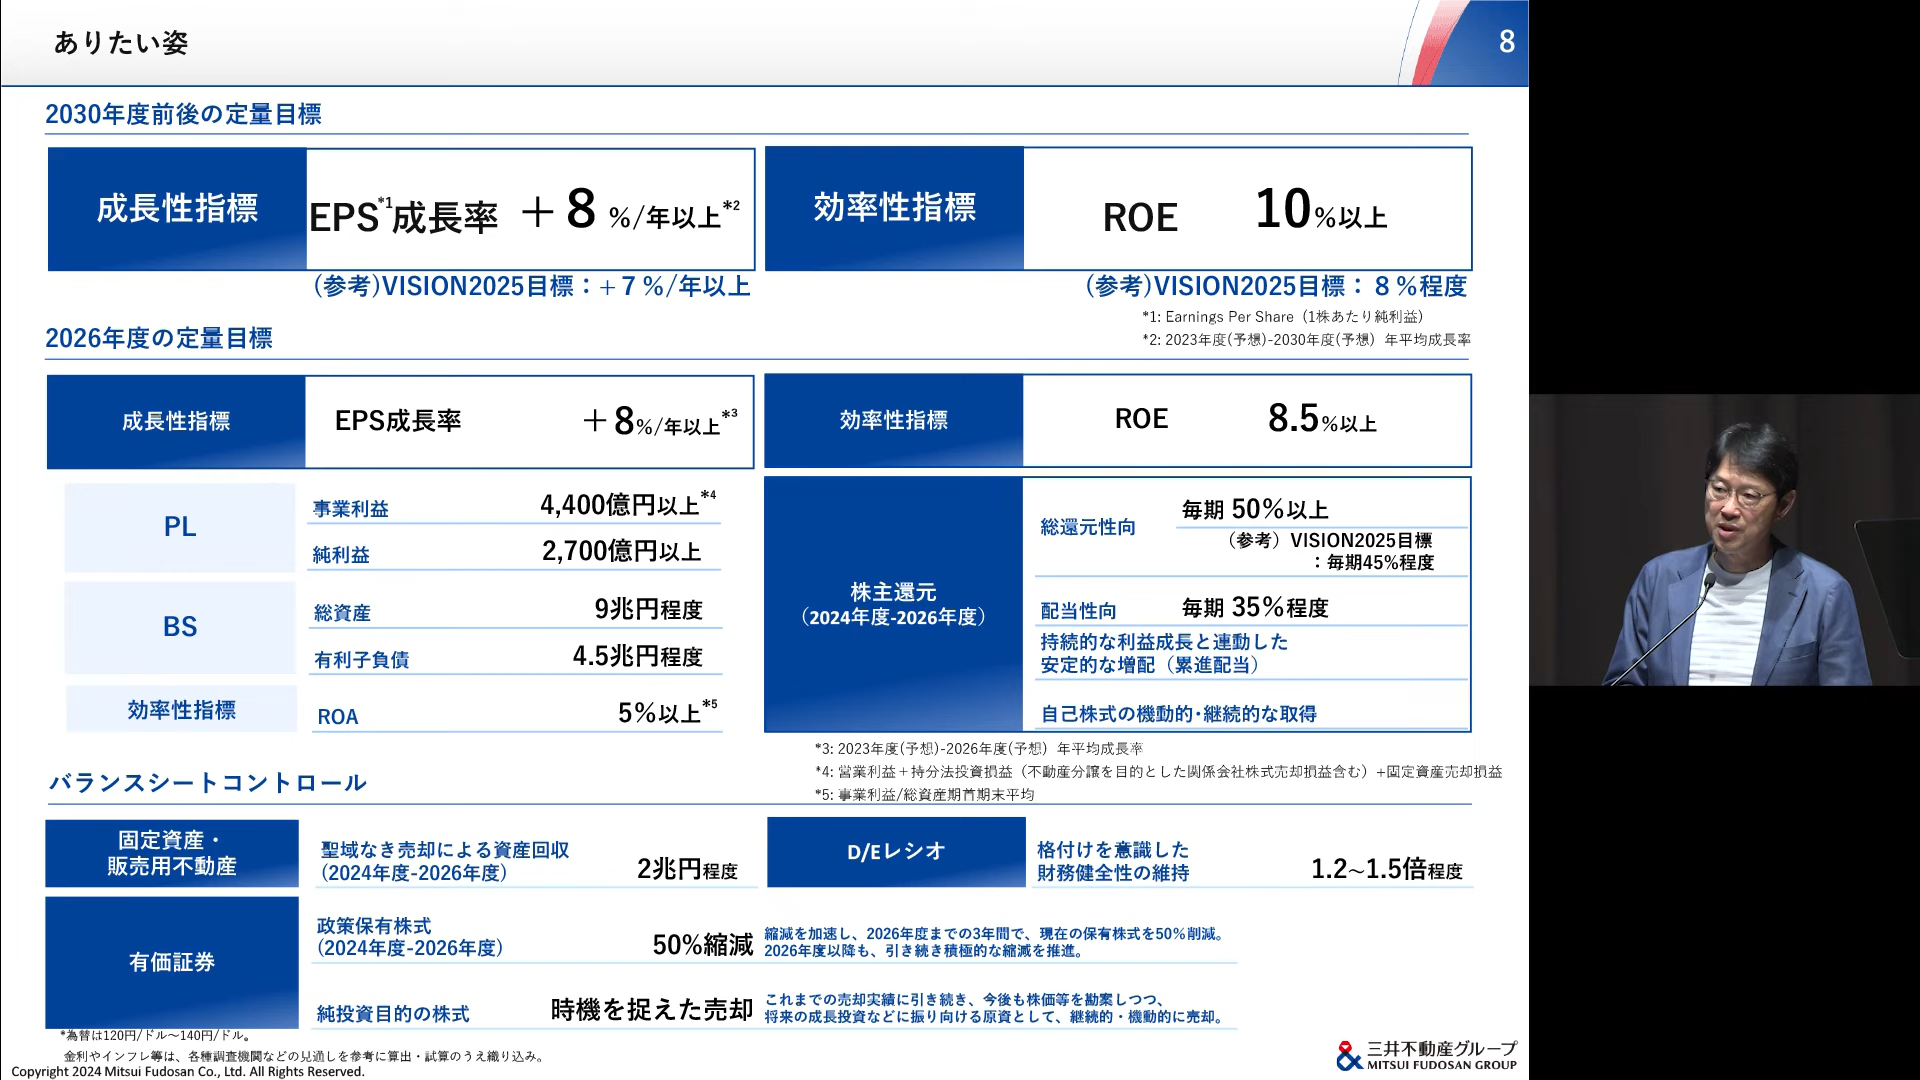 ありたい姿
8
2030年度前後の定量目標
成長性指標
EPS*1成長率 +8 %/年以上*2
(参考)VISION2025目標：+7%/年以上
効率性指標
ROE 10%以上
(参考)VISION2025目標：8%程度
*1: Earnings Per Share（1株あたり純利益）
*2: 2023年度(予想)-2030年度(予想) 年平均成長率
2026年度の定量目標
成長性指標
EPS成長率 +8%/年以上*3
効率性指標
ROE 8.5%以上
PL
事業利益 4,400億円以上*4
純利益 2,700億円以上
BS
総資産 9兆円程度
有利子負債 4.5兆円程度
効率性指標
ROA 5%以上*5
株主還元
（2024年度-2026年度）
総還元性向 毎期 50%以上
（参考）VISION2025目標
：毎期45%程度
配当性向 毎期 35%程度
持続的な利益成長と連動した
安定的な増配（累進配当）
自己株式の機動的･継続的な取得
*3: 2023年度(予想)-2026年度(予想) 年平均成長率
*4: 営業利益＋持分法投資損益（不動産分譲を目的とした関係会社株式売却損益含む）+固定資産売却損益
*5: 事業利益/総資産期首期末平均
バランスシートコントロール
固定資産・
販売用不動産
聖域なき売却による資産回収
(2024年度-2026年度) 2兆円程度
D/Eレシオ
格付けを意識した
財務健全性の維持 1.2~1.5倍程度
有価証券
政策保有株式
(2024年度-2026年度) 50%縮減
縮減を加速し、2026年度までの3年間で、現在の保有株式を50%削減。
2026年度以降も、引き続き積極的な縮減を推進。
純投資目的の株式 時機を捉えた売却
これまでの売却実績に引き続き、今後も株価等を勘案しつつ、
将来の成長投資などに振り向ける原資として、継続的・機動的に売却。
*為替は120円/ドル～140円/ドル。
金利やインフレ等は、各種調査機関などの見通しを参考に算出・試算のうえ織り込み。
Copyright 2024 Mitsui Fudosan Co., Ltd. All Rights Reserved.
三井不動産グループ
MITSUI FUDOSAN GROUP